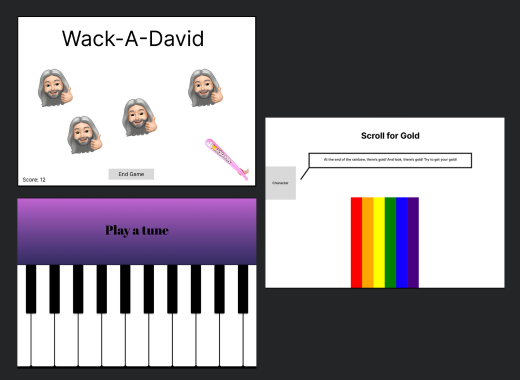 Wack-A-David
Score: 12
End Game
Play a tune
Scroll for Gold
At the end of the rainbow, there's gold! And look, there's gold! Try to get your gold!
Character